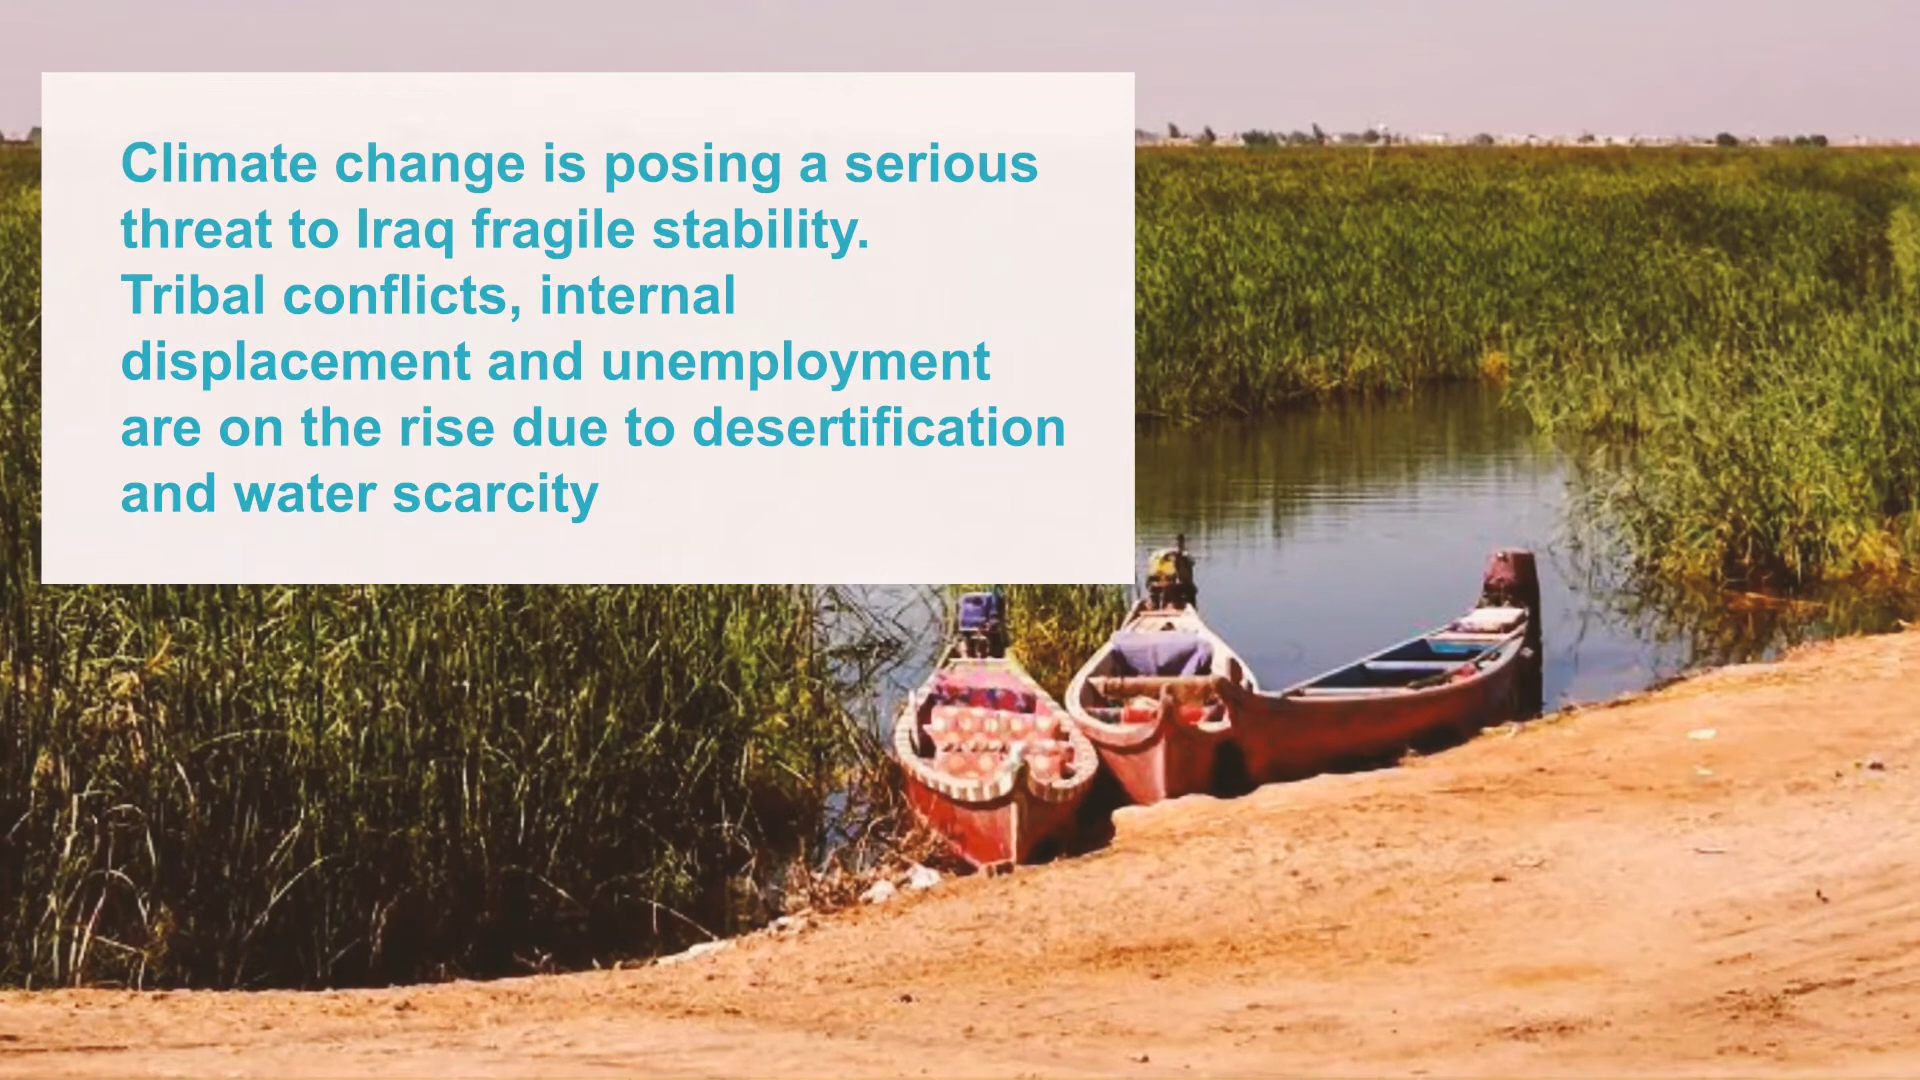 Climate change is posing a serious
threat to Iraq fragile stability.
Tribal conflicts, internal
displacement and unemployment
are on the rise due to desertification
and water scarcity